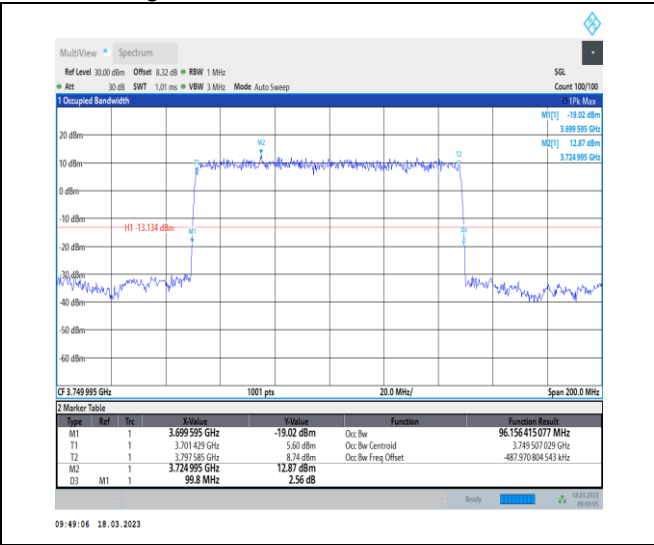 MultiView Spectrum
Ref Level 30.00 dBm Offset 8.32 dB RBW 1 MHz SGL
Att 30 dB SWT 1.01 ms VBW 3 MHz Mode Auto Sweep Count 100/100
1 Occupied Bandwidth 1Pk Max
M1[1] -19.02 dBm
3.699 595 GHz
M2[1] 12.87 dBm
3.724 995 GHz
20 dBm
M2
T2
10 dBm
0 dBm
-10 dBm
H1 -13.134 dBm
M1
D3
-20 dBm
-30 dBm
-40 dBm
-50 dBm
-60 dBm
CF 3.749 995 GHz 1001 pts 20.0 MHz/ Span 200.0 MHz
2 Marker Table
Type Ref Trc X-Value Y-Value Function Function Result
M1 1 3.699 595 GHz -19.02 dBm Occ Bw 96.156 415 077 MHz
T1 1 3.701 429 GHz 5.60 dBm Occ Bw Centroid 3.749 507 029 GHz
T2 1 3.797 585 GHz 8.74 dBm Occ Bw Freq Offset -487.970 804 543 kHz
M2 1 3.724 995 GHz 12.87 dBm
D3 M1 1 99.8 MHz 2.56 dB
Ready 18.03.2023
09:49:05
09:49:06 18.03.2023